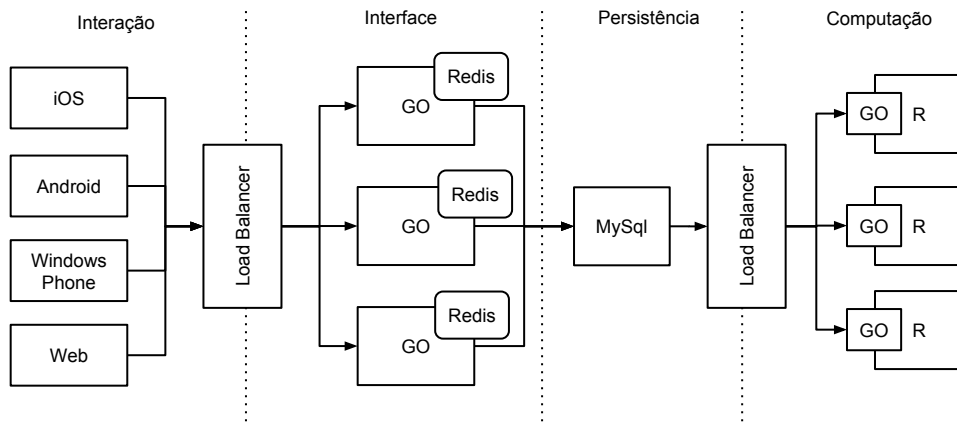 Interação
Interface
Persistência
Computação
iOS
Android
Windows
Phone
Web
Load Balancer
Redis
GO
Redis
GO
Redis
GO
MySql
Load Balancer
GO
R
GO
R
GO
R